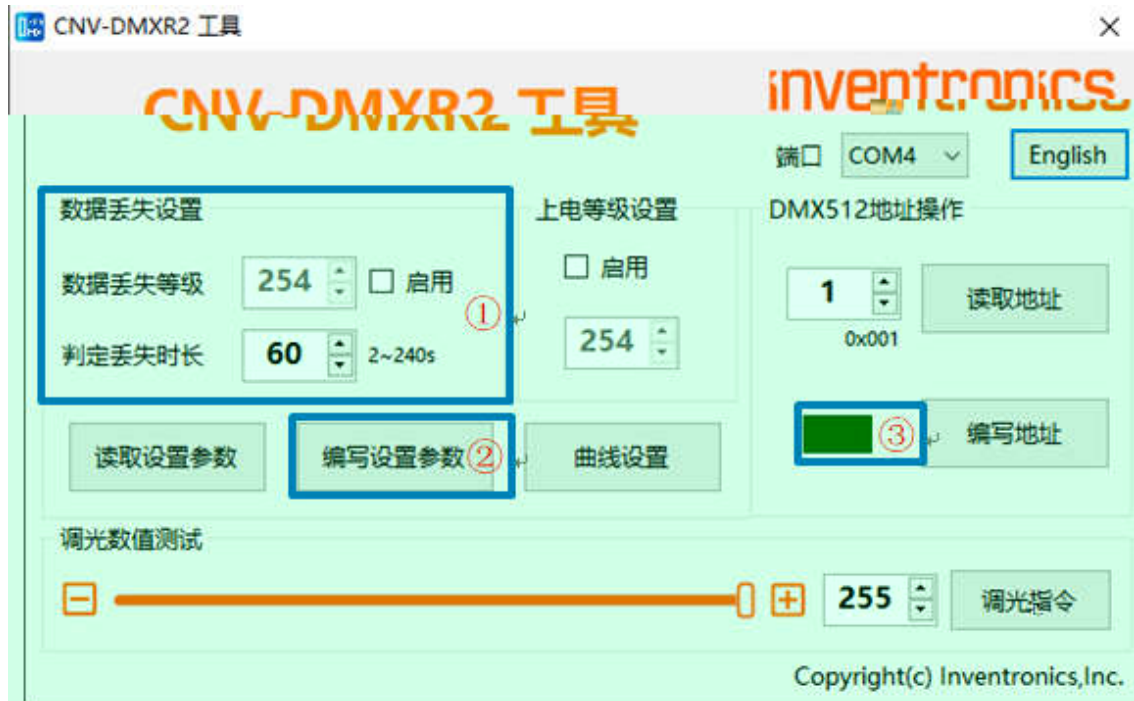 CNV-DMXR2 工具
CNV-DMXR2 工具
inventronics
端口 COM4 English
数据丢失设置
数据丢失等级 254 启用
①
判定丢失时长 60 2~240s
上电等级设置
启用
254
DMX512地址操作
1 读取地址
0x001
③ 编写地址
读取设置参数 编写设置参数② 曲线设置
调光数值测试
255 调光指令
Copyright(c) Inventronics,Inc.